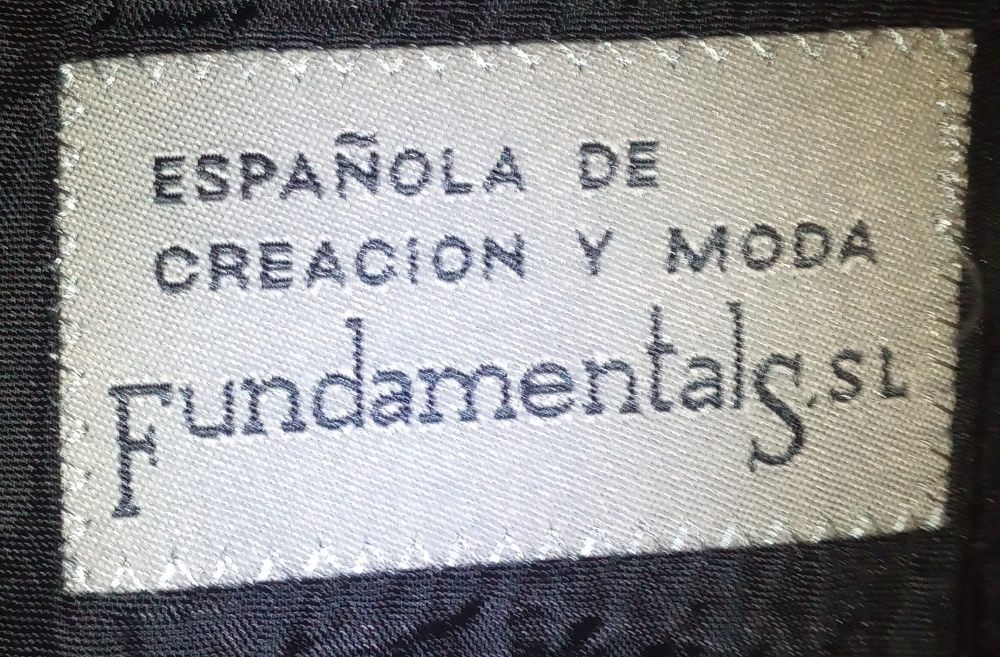 ESPAÑOLA DE
CREACION Y MODA
Fundamentals.SL